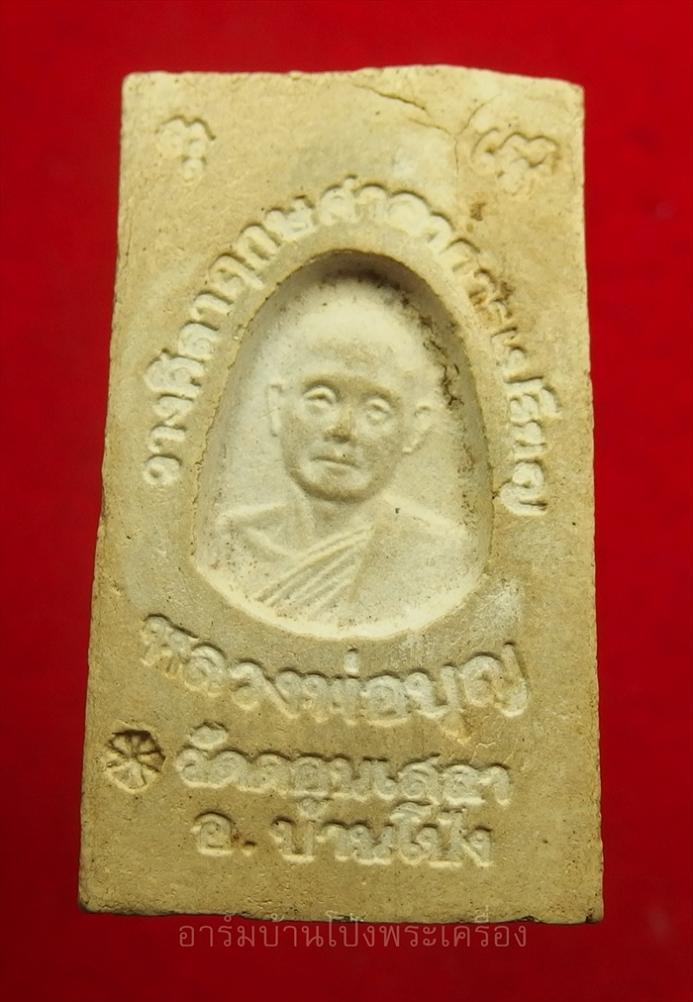 วางศิลาฤกษ์ศาลาการเปรียญ
หลวงพ่อบุญ
วัดดอนเสลา
อ. บ้านโป่ง
อาร์มบ้านโป่งพระเครื่อง